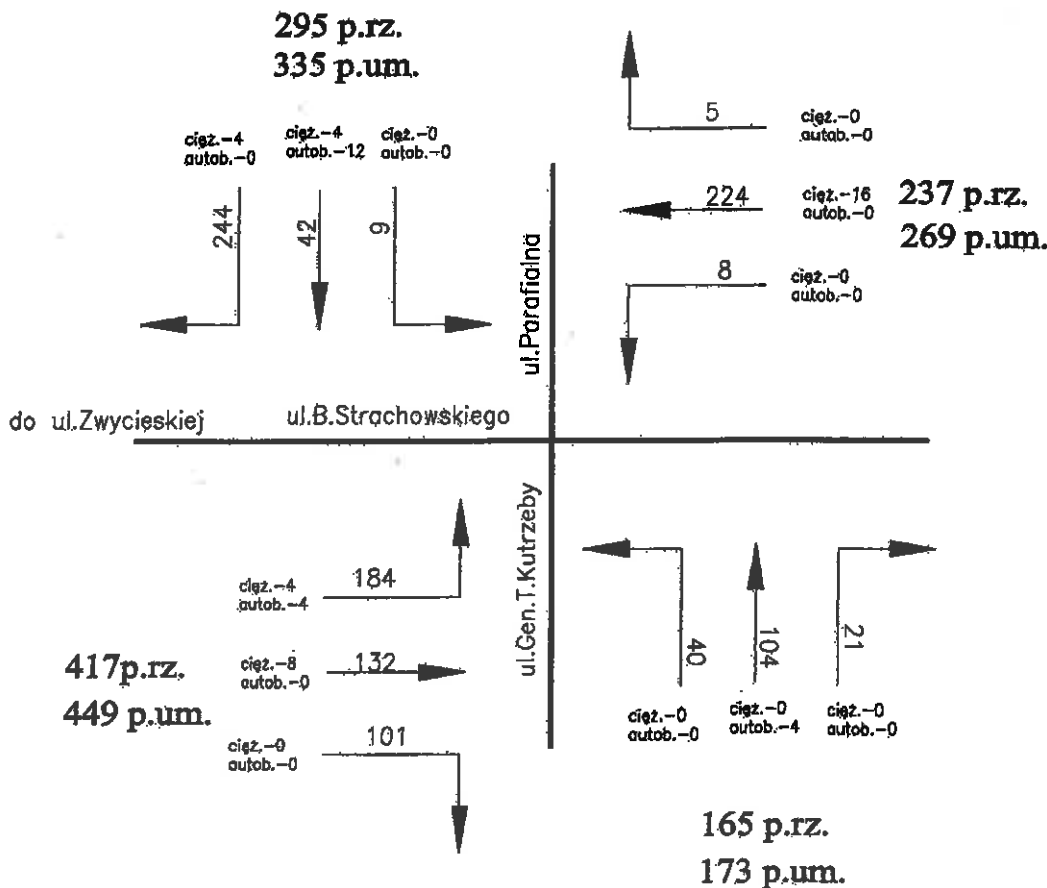 295 p.rz.
335 p.um.
cięż.-4
autob.-0
cięż.-4
autob.-12
cięż.-0
autob.-0
244
42
9
5
cięż.-0
autob.-0
224
cięż.-16
autob.-0
237 p.rz.
269 p.um.
8
cięż.-0
autob.-0
ul.Parafialna
do ul.Zwycieskiej
ul.B.Strachowskiego
ul.Gen.T.Kutrzeby
184
cięż.-4
autob.-4
132
cięż.-8
autob.-0
417p.rz.
449 p.um.
101
cięż.-0
autob.-0
40
104
21
cięż.-0
autob.-0
cięż.-0
autob.-4
cięż.-0
autob.-0
165 p.rz.
173 p.um.